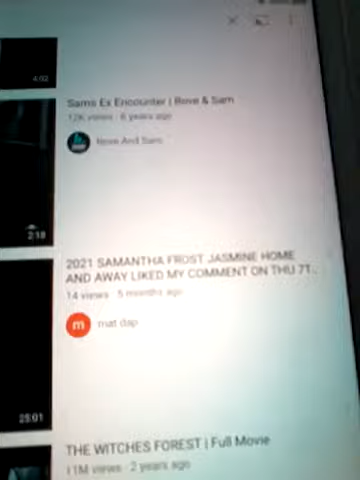 4:02
Sams Ex Encounter | Rove & Sam
12K views · 6 years ago
Rove And Sam
2:18
2021 SAMANTHA FROST JASMINE HOME
AND AWAY LIKED MY COMMENT ON THU 7T..
14 views · 5 months ago
m
mat dap
25:01
THE WITCHES FOREST | Full Movie
11M views · 2 years ago